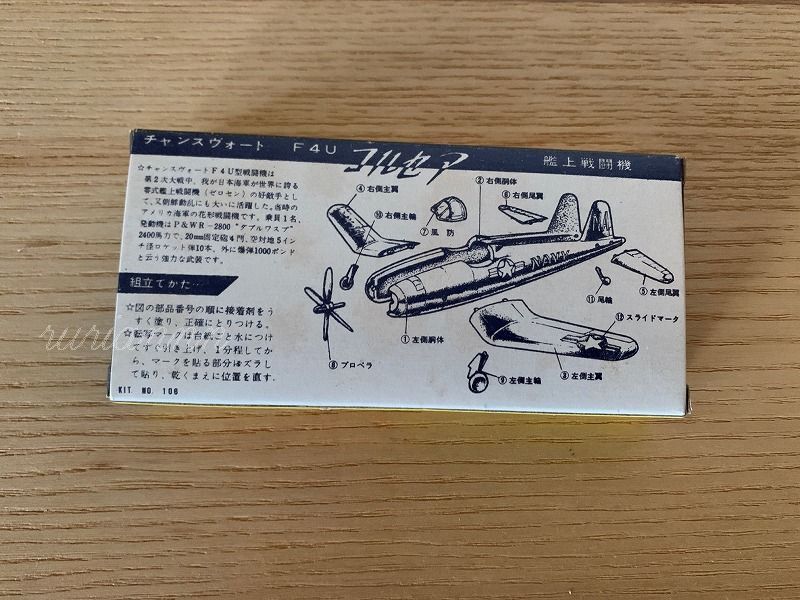 チャンスヴォート F4U コルセア 艦上戦闘機
☆チャンスヴォートF4U型戦闘機は
第2次大戦中、我が日本海軍が世界に誇る
零式艦上戦闘機(ゼロセン)の好敵手とし
て、又朝鮮動乱にも大いに活躍した。当時の
アメリカ海軍の花形戦闘機です。乗員1名、
発動機はP&WR-2800 "ダブルワスプ"
2400馬力で、20mm固定砲4門、空対地5イン
チ径ロケット弾10本、外に爆弾1000ポンド
と云う強力な武装です。
組立てかた…
☆図の部品番号の順に接着剤をう
すく塗り、正確にとりつける。
☆転写マークは台紙ごと水につけ
てすぐ引き上げ、1分程してか
ら、マークを貼る部分はズラし
て貼り、乾くまえに位置を直す。
KIT. NO. 106
④右側主翼
⑩右側主輪
⑦風防
②右側胴体
⑥右側尾翼
NAVY
⑤左側尾翼
⑪尾輪
⑫スライドマーク
①左側胴体
⑧プロペラ
⑨左側主輪
③左側主翼